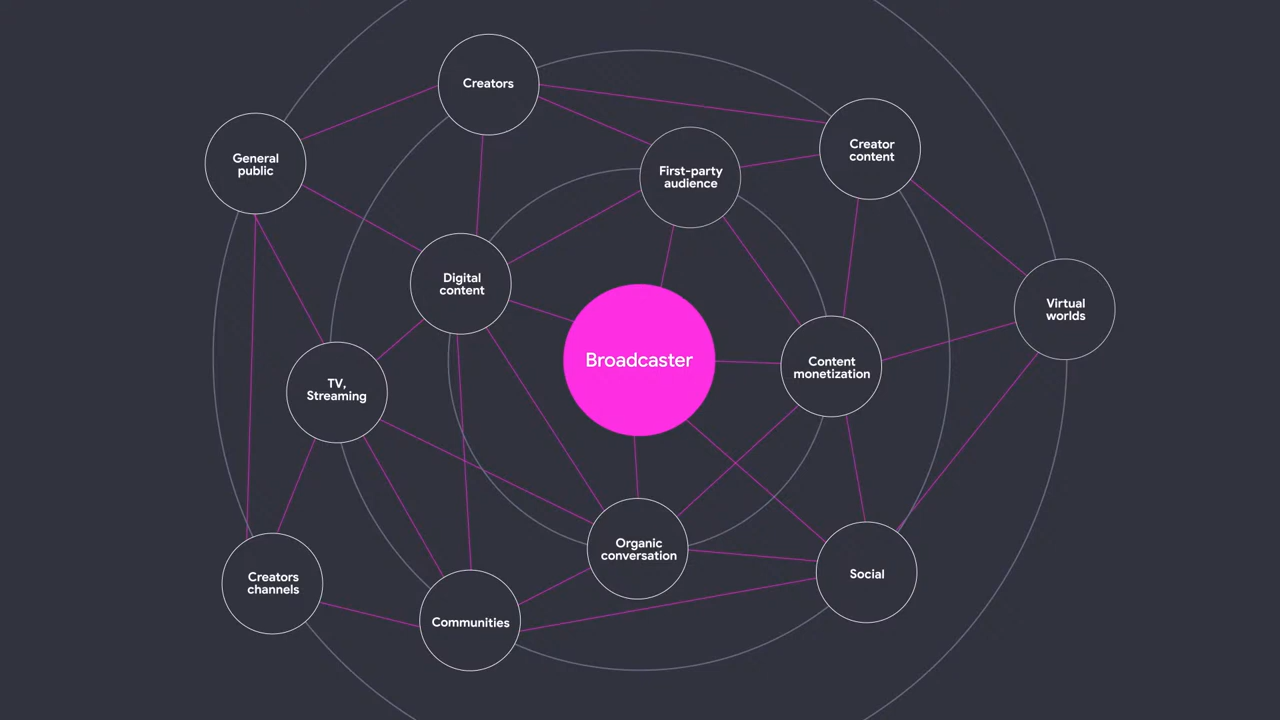 Creators
General
public
First-party
audience
Creator
content
Digital
content
Virtual
worlds
Broadcaster
Content
monetization
TV,
Streaming
Organic
conversation
Social
Creators
channels
Communities